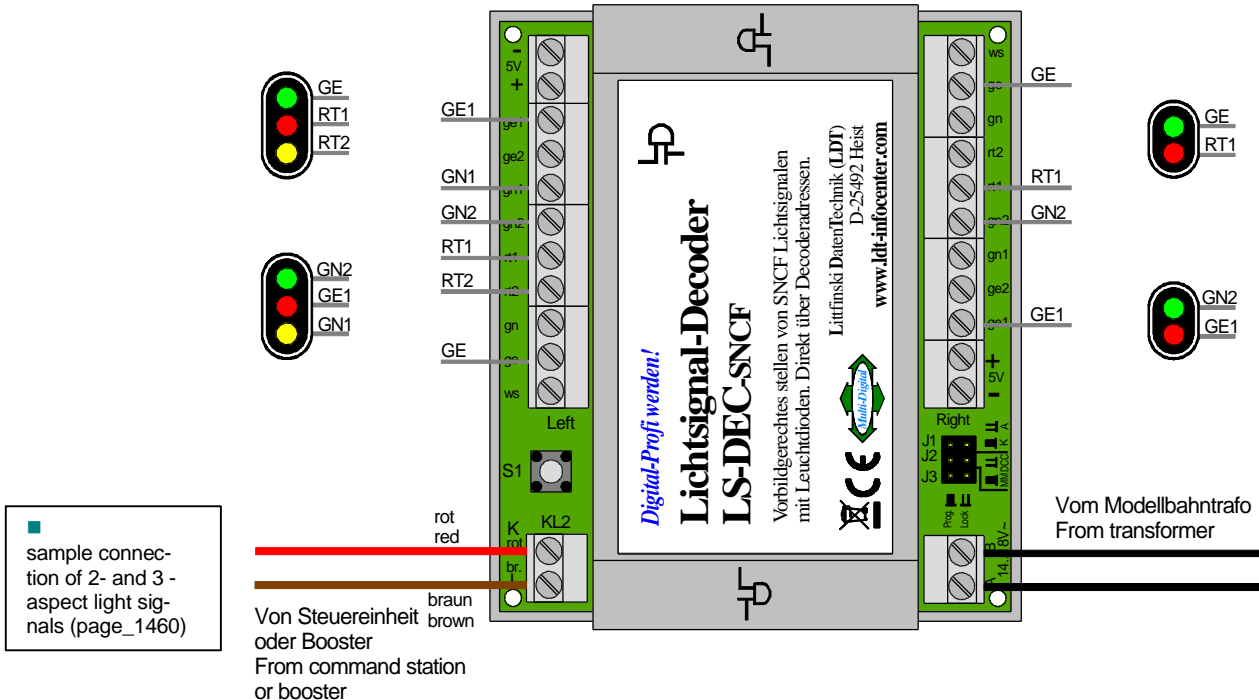 GE
RT1
RT2
GN2
GE1
GN1
GE1
GN1
GN2
RT1
RT2
GE
-
5V
+
ge1
ge2
gn1
gn2
rt1
rt2
gn
ge
ws
Left
S1
K
KL2
rot
br.
rot
red
braun
brown
Von Steuereinheit
oder Booster
From command station
or booster
sample connec-
tion of 2- and 3 -
aspect light sig-
nals (page_1460)
Digital-Profi werden!
Lichtsignal-Decoder
LS-DEC-SNCF
Vorbildgerechtes stellen von SNCF Lichtsignalen
mit Leuchtdioden. Direkt über Decoderadressen.
Littfinski DatenTechnik (LDT)
D-25492 Heist
www.ldt-infocenter.com
Multi-Digital
CE
ws
ge
gn
rt2
rt1
gn2
gn1
ge2
ge1
+
5V
-
Right
J1
J2
J3
A
K
DCC
MM
Prog.
Lock
B
14...18V~
A
GE
RT1
GN2
GE1
GE
RT1
GN2
GE1
Vom Modellbahntrafo
From transformer